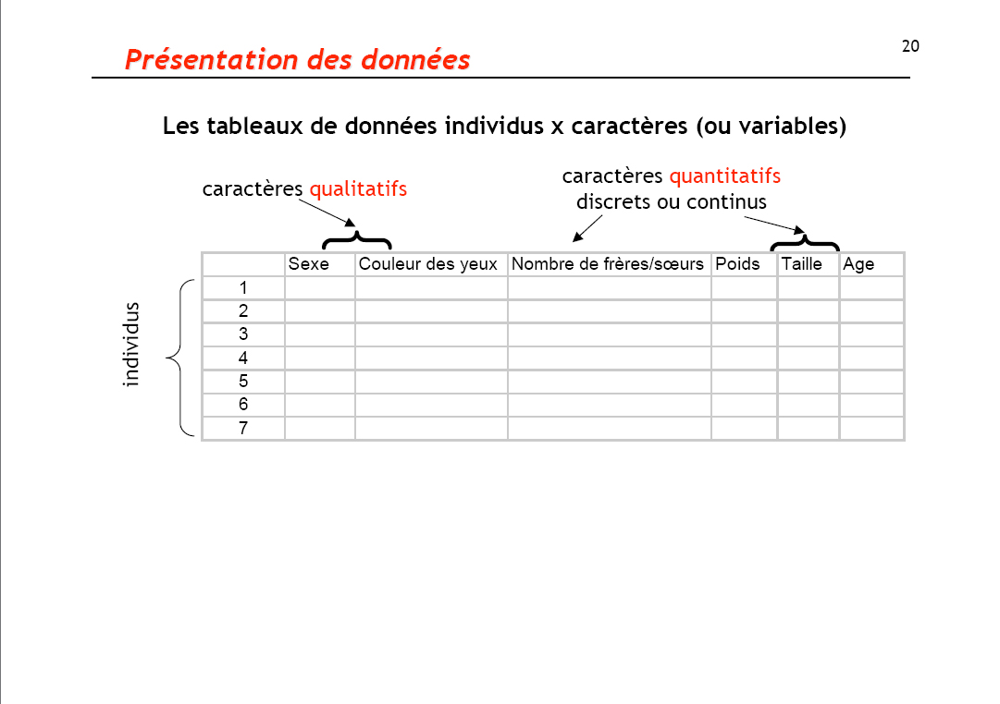 20
Présentation des données
Les tableaux de données individus x caractères (ou variables)
caractères qualitatifs
caractères quantitatifs
discrets ou continus
individus
Sexe Couleur des yeux Nombre de frères/sœurs Poids Taille Age
1
2
3
4
5
6
7